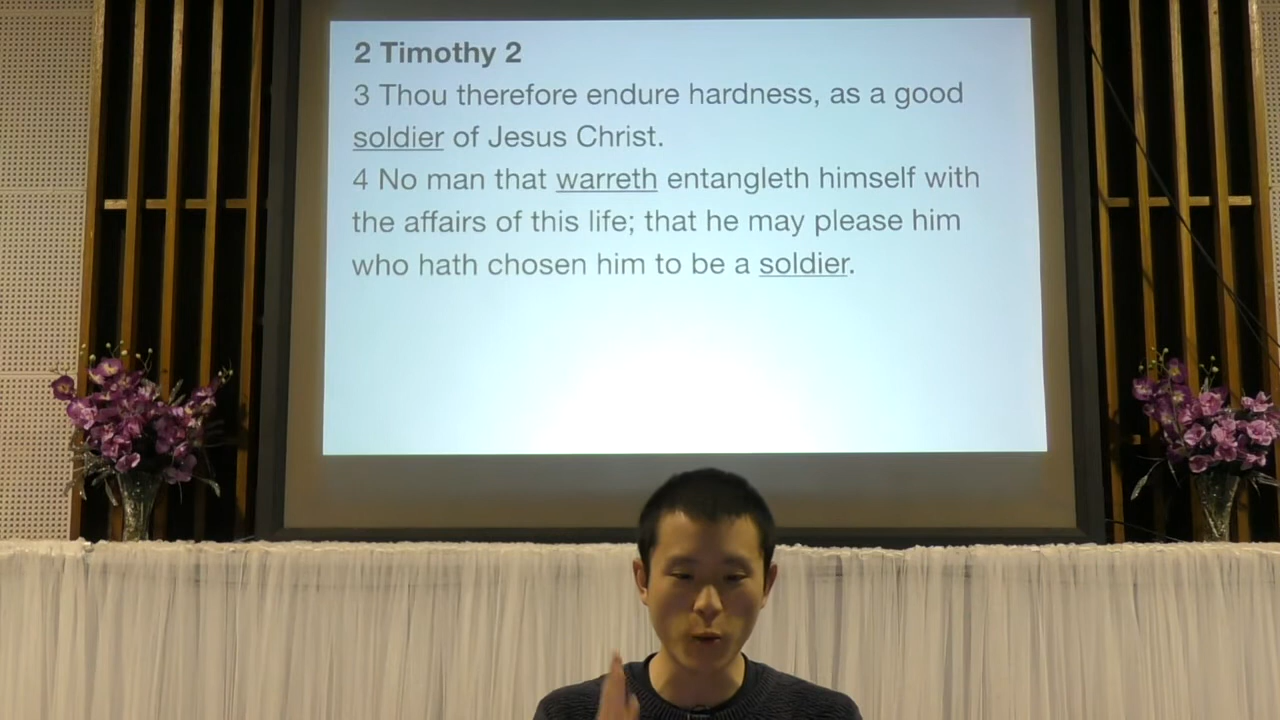 2 Timothy 2
3 Thou therefore endure hardness, as a good
soldier of Jesus Christ.
4 No man that warreth entangleth himself with
the affairs of this life; that he may please him
who hath chosen him to be a soldier.